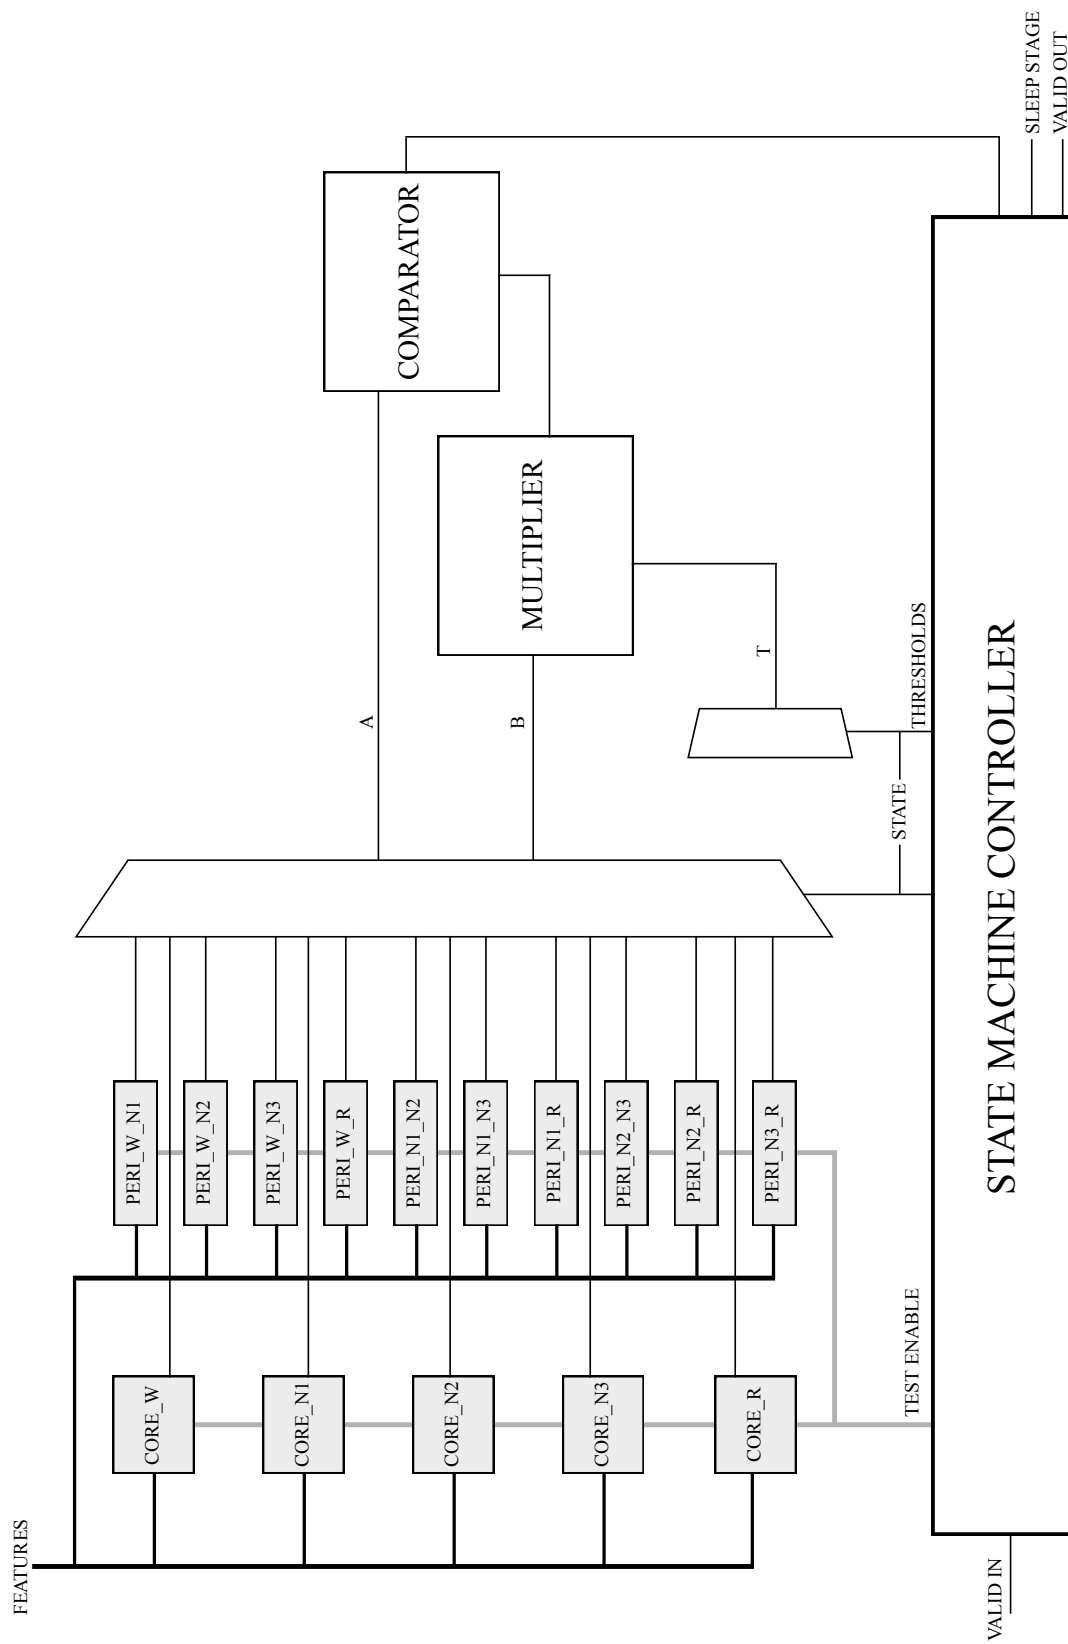 FEATURES
CORE_W
CORE_N1
CORE_N2
CORE_N3
CORE_R
PERI_W_N1
PERI_W_N2
PERI_W_N3
PERI_W_R
PERI_N1_N2
PERI_N1_N3
PERI_N1_R
PERI_N2_N3
PERI_N2_R
PERI_N3_R
A
B
T
MULTIPLIER
COMPARATOR
TEST ENABLE
STATE
THRESHOLDS
VALID IN
STATE MACHINE CONTROLLER
SLEEP STAGE
VALID OUT